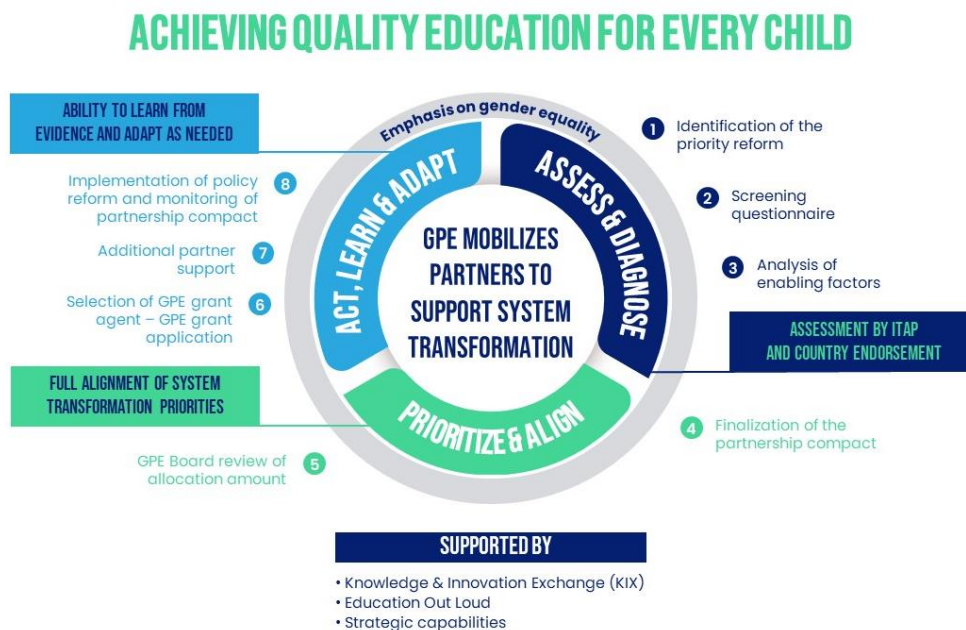 ACHIEVING QUALITY EDUCATION FOR EVERY CHILD
Emphasis on gender equality
ASSESS & DIAGNOSE
1 Identification of the
priority reform
2 Screening
questionnaire
3 Analysis of
enabling factors
ASSESSMENT BY ITAP
AND COUNTRY ENDORSEMENT
PRIORITIZE & ALIGN
4 Finalization of the
partnership compact
5 GPE Board review of
allocation amount
FULL ALIGNMENT OF SYSTEM
TRANSFORMATION PRIORITIES
ACT, LEARN & ADAPT
6 Selection of GPE grant
agent – GPE grant
application
7 Additional partner
support
8 Implementation of policy
reform and monitoring of
partnership compact
ABILITY TO LEARN FROM
EVIDENCE AND ADAPT AS NEEDED
GPE MOBILIZES
PARTNERS TO
SUPPORT SYSTEM
TRANSFORMATION
SUPPORTED BY
• Knowledge & Innovation Exchange (KIX)
• Education Out Loud
• Strategic capabilities